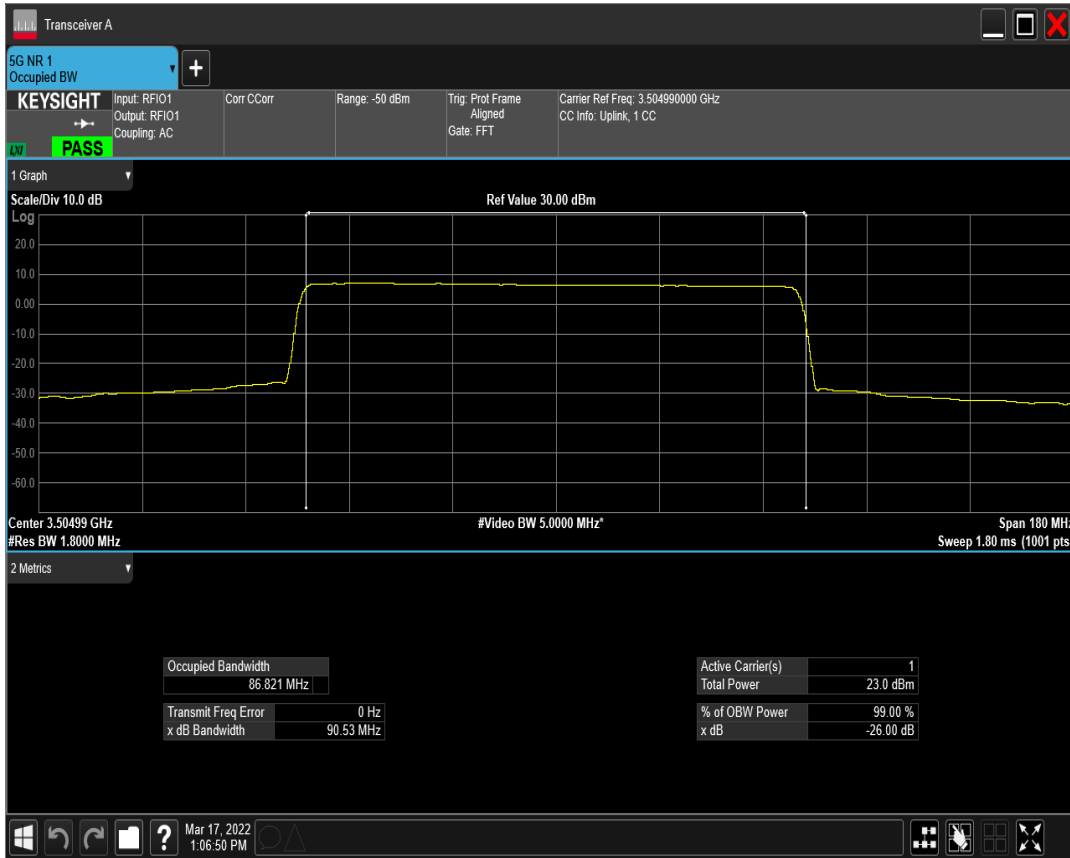 Transceiver A
5G NR 1
Occupied BW
KEYSIGHT
LXI
PASS
Input: RFIO1
Output: RFIO1
Coupling: AC
Corr CCorr
Range: -50 dBm
Trig: Prot Frame
Aligned
Gate: FFT
Carrier Ref Freq: 3.504990000 GHz
CC Info: Uplink, 1 CC
1 Graph
Scale/Div 10.0 dB
Ref Value 30.00 dBm
Log
20.0
10.0
0.00
-10.0
-20.0
-30.0
-40.0
-50.0
-60.0
Center 3.50499 GHz
#Video BW 5.0000 MHz*
Span 180 MHz
#Res BW 1.8000 MHz
Sweep 1.80 ms (1001 pts
2 Metrics
Occupied Bandwidth
86.821 MHz
Transmit Freq Error 0 Hz
x dB Bandwidth 90.53 MHz
Active Carrier(s) 1
Total Power 23.0 dBm
% of OBW Power 99.00 %
x dB -26.00 dB
?
Mar 17, 2022
1:06:50 PM